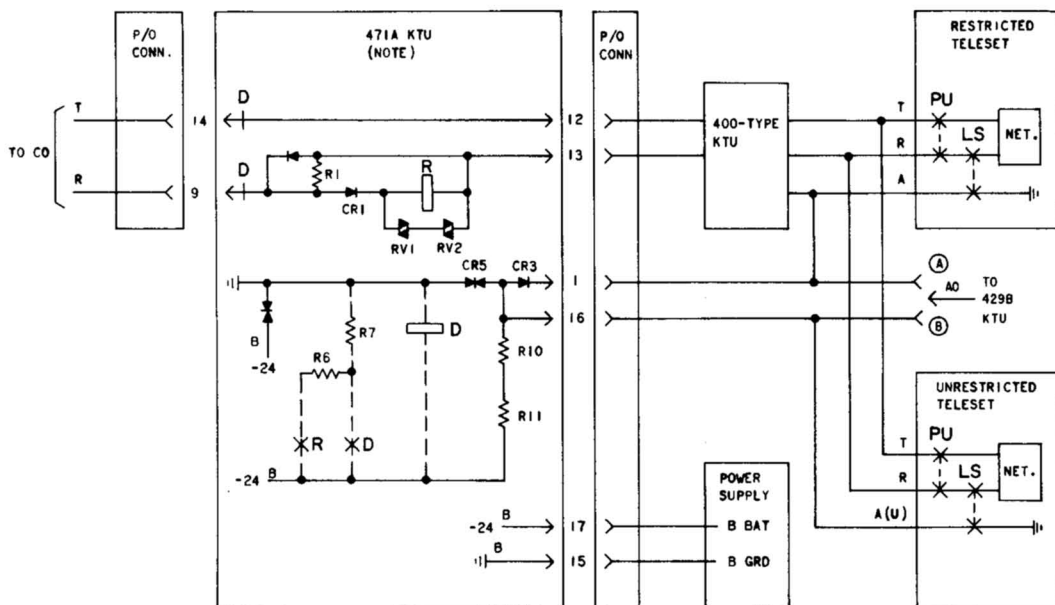 P/O
CONN.
471A KTU
(NOTE)
P/O
CONN
RESTRICTED
TELESET
TO CO
T
14
D
12
400-TYPE
KTU
T
PU
NET.
R
9
D
R1
CR1
R
RV1
RV2
13
R
LS
A
CR5
CR3
1
A
TO
429B
KTU
AO
B
16
B
-24
R7
R6
D
R10
R11
R
D
-24 B
UNRESTRICTED
TELESET
T
PU
NET.
R
LS
A(U)
POWER
SUPPLY
B
-24
17
B BAT
B
15
B GRD